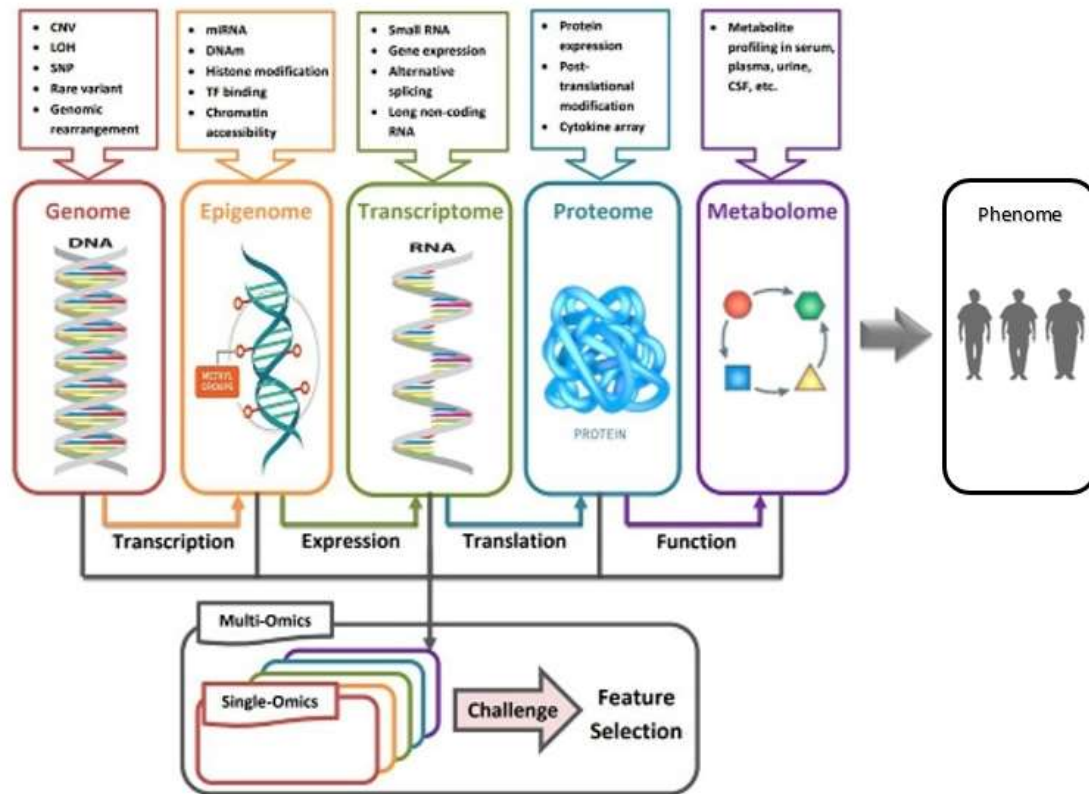 CNV
LOH
SNP
Rare variant
Genomic
rearrangement
miRNA
DNAm
Histone modification
TF binding
Chromatin
accessibility
Small RNA
Gene expression
Alternative
splicing
Long non-coding
RNA
Protein
expression
Post-
translational
modification
Cytokine array
Metabolite
profiling in serum,
plasma, urine,
CSF, etc.
Genome
DNA
Epigenome
METHYL
GROUPS
Transcriptome
RNA
Proteome
PROTEIN
Metabolome
Phenome
Transcription
Expression
Translation
Function
Multi-Omics
Single-Omics
Challenge
Feature
Selection